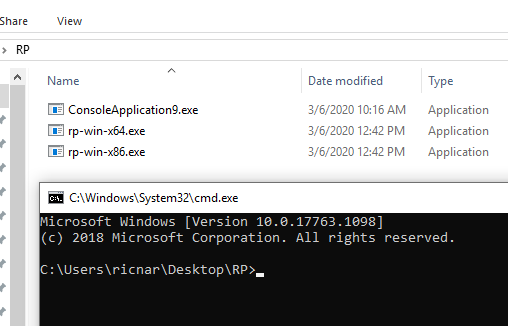 Share View
RP
Name Date modified Type
ConsoleApplication9.exe 3/6/2020 10:16 AM Application
rp-win-x64.exe 3/6/2020 12:42 PM Application
rp-win-x86.exe 3/6/2020 12:42 PM Application
C:\Windows\System32\cmd.exe
Microsoft Windows [Version 10.0.17763.1098]
(c) 2018 Microsoft Corporation. All rights reserved.
C:\Users\ricnar\Desktop\RP>